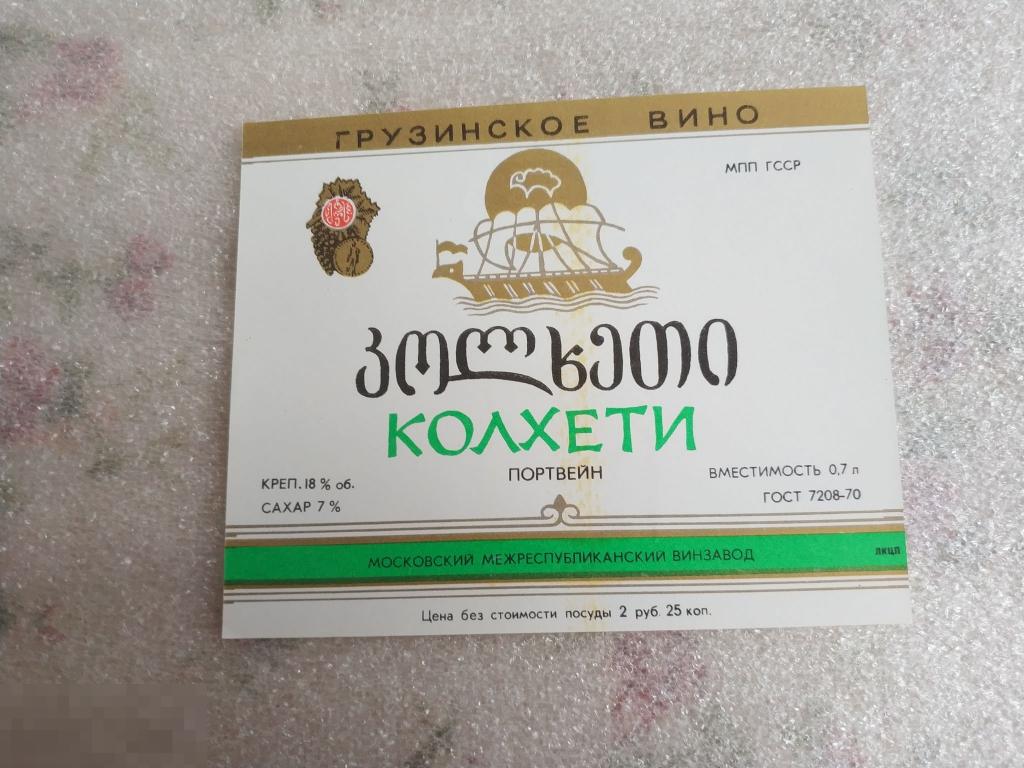 ГРУЗИНСКОЕ ВИНО
МПП ГССР
კოლხეთი
КОЛХЕТИ
ПОРТВЕЙН
КРЕП. 18 % об.
САХАР 7 %
ВМЕСТИМОСТЬ 0,7 л
ГОСТ 7208-70
МОСКОВСКИЙ МЕЖРЕСПУБЛИКАНСКИЙ ВИНЗАВОД
ЛКЦП
Цена без стоимости посуды 2 руб. 25 коп.